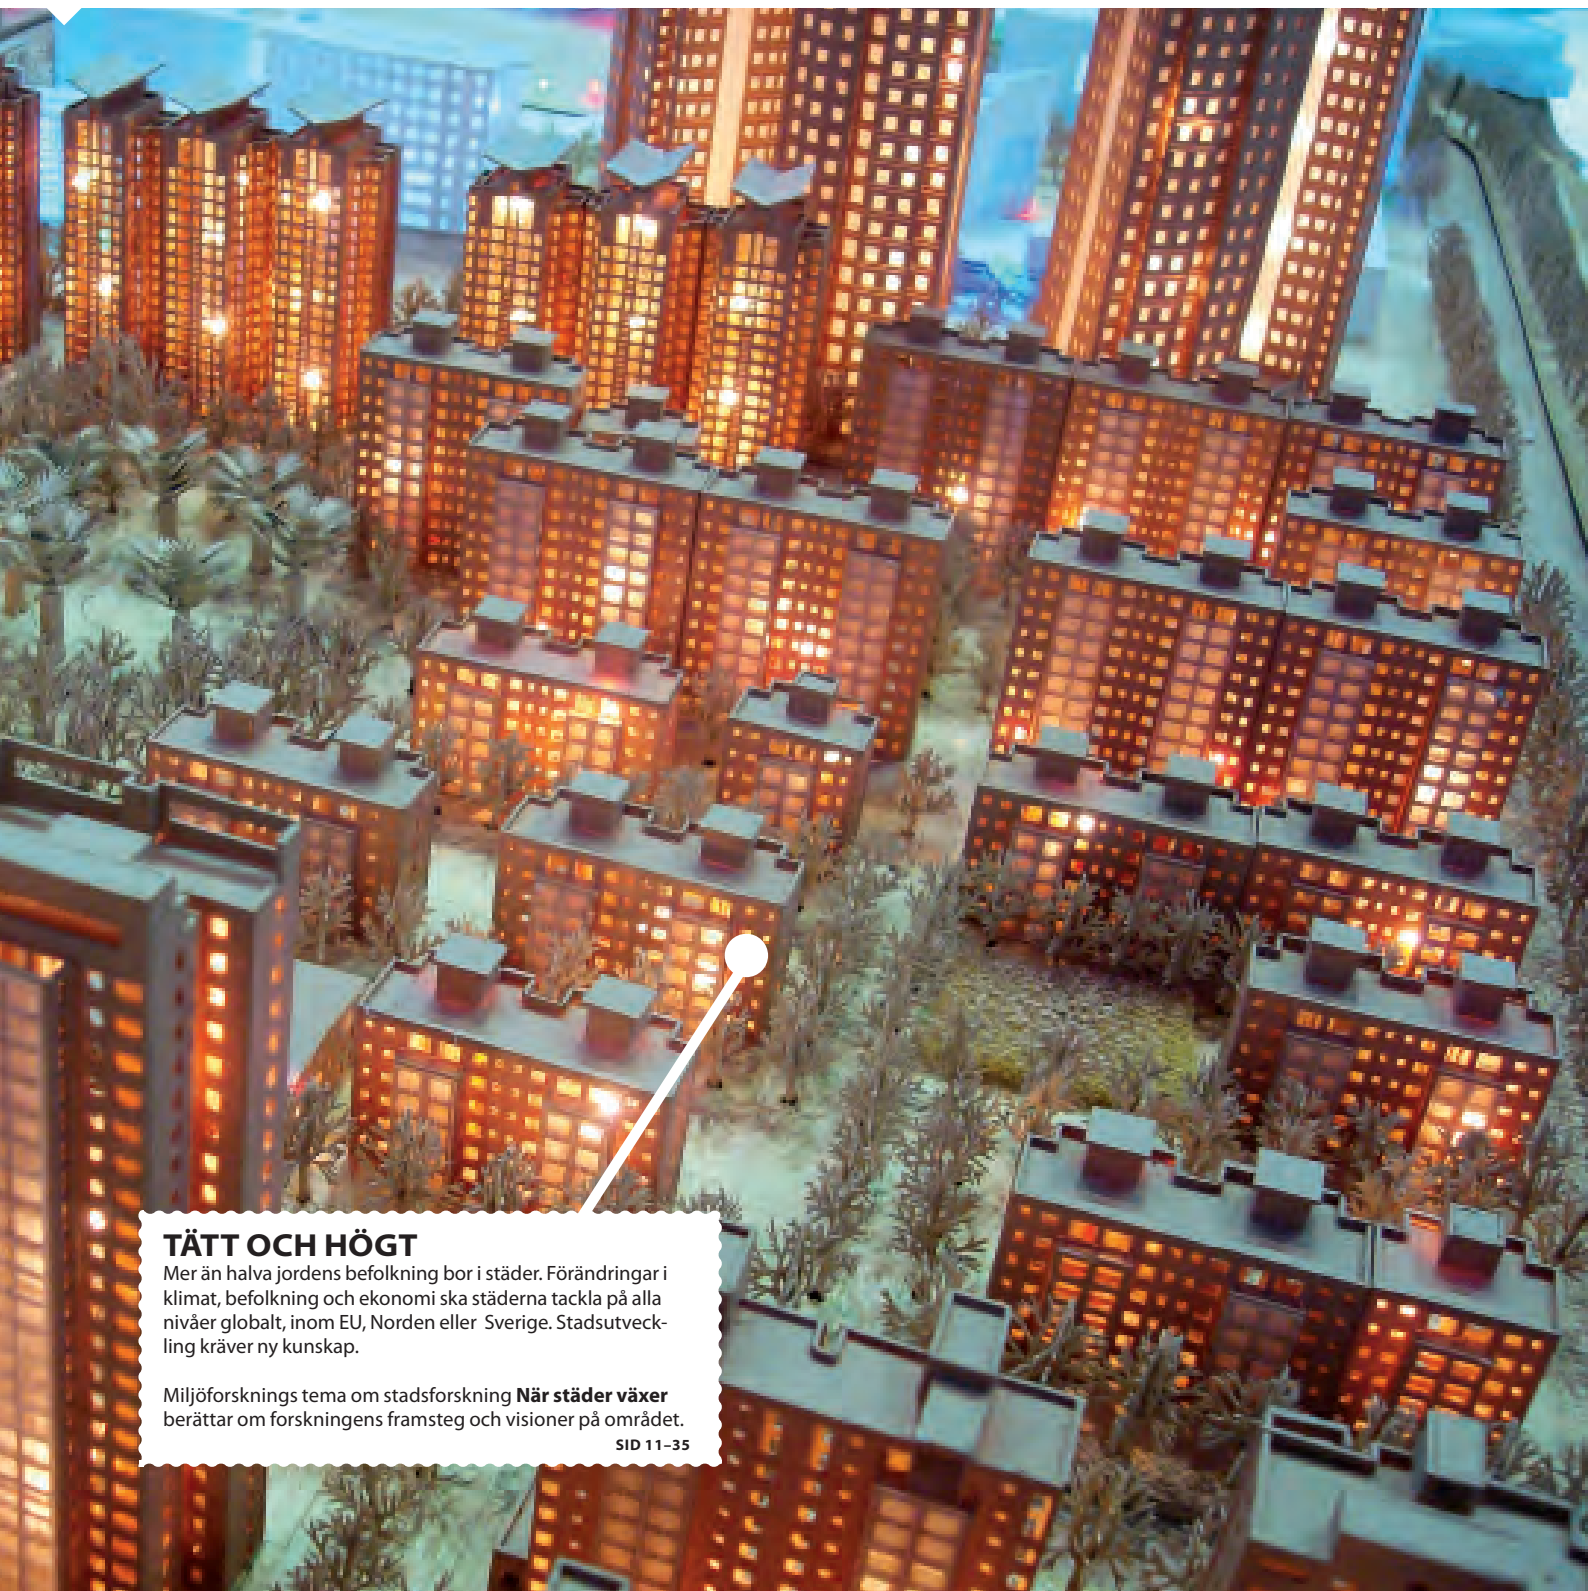 TÄTT OCH HÖGT
Mer än halva jordens befolkning bor i städer. Förändringar i
klimat, befolkning och ekonomi ska städerna tackla på alla
nivåer globalt, inom EU, Norden eller Sverige. Stadsutveck-
ling kräver ny kunskap.
Miljöforsknings tema om stadsforskning När städer växer
berättar om forskningens framsteg och visioner på området.
SID 11–35